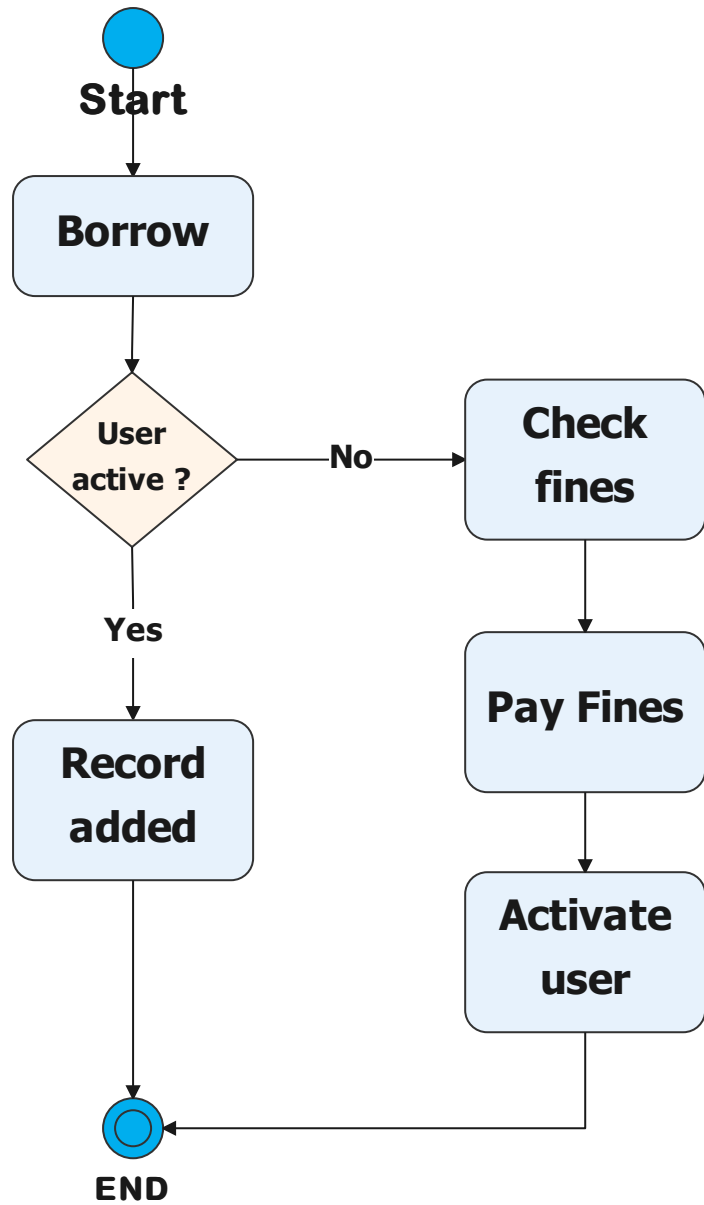 Start
Borrow
User
active ?
No
Check
fines
Yes
Pay Fines
Record
added
Activate
user
END